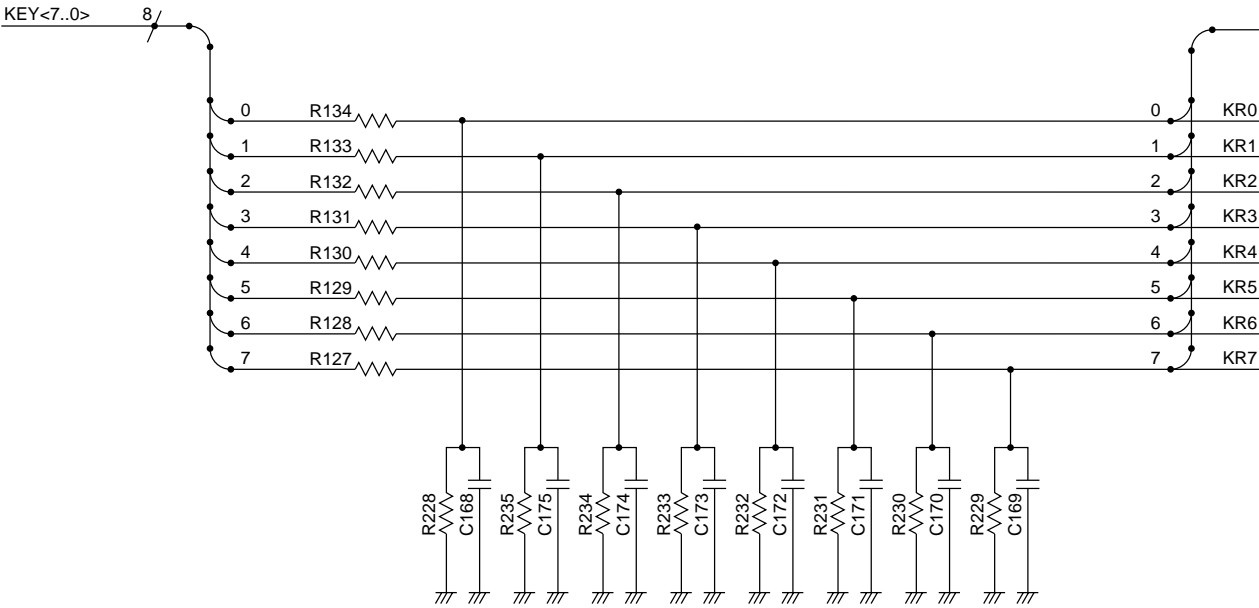 KEY<7..0> 8
0 R134 0 KR0
1 R133 1 KR1
2 R132 2 KR2
3 R131 3 KR3
4 R130 4 KR4
5 R129 5 KR5
6 R128 6 KR6
7 R127 7 KR7
R228 C168 R235 C175 R234 C174 R233 C173 R232 C172 R231 C171 R230 C170 R229 C169